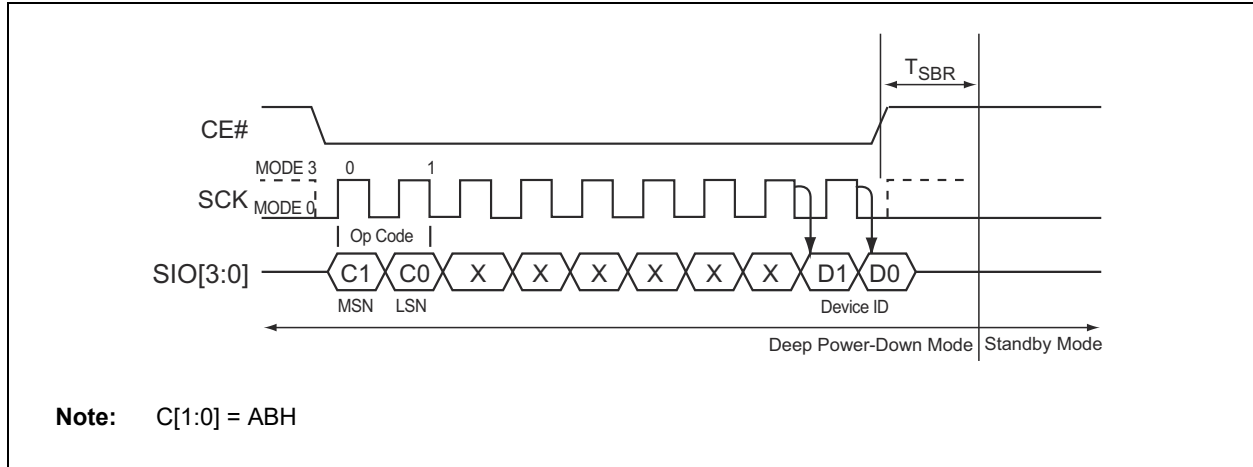 TSBR
CE#
MODE 3 0 1
SCK
MODE 0
Op Code
SIO[3:0] C1 C0 X X X X X X D1 D0
MSN LSN Device ID
Deep Power-Down Mode Standby Mode
Note: C[1:0] = ABH